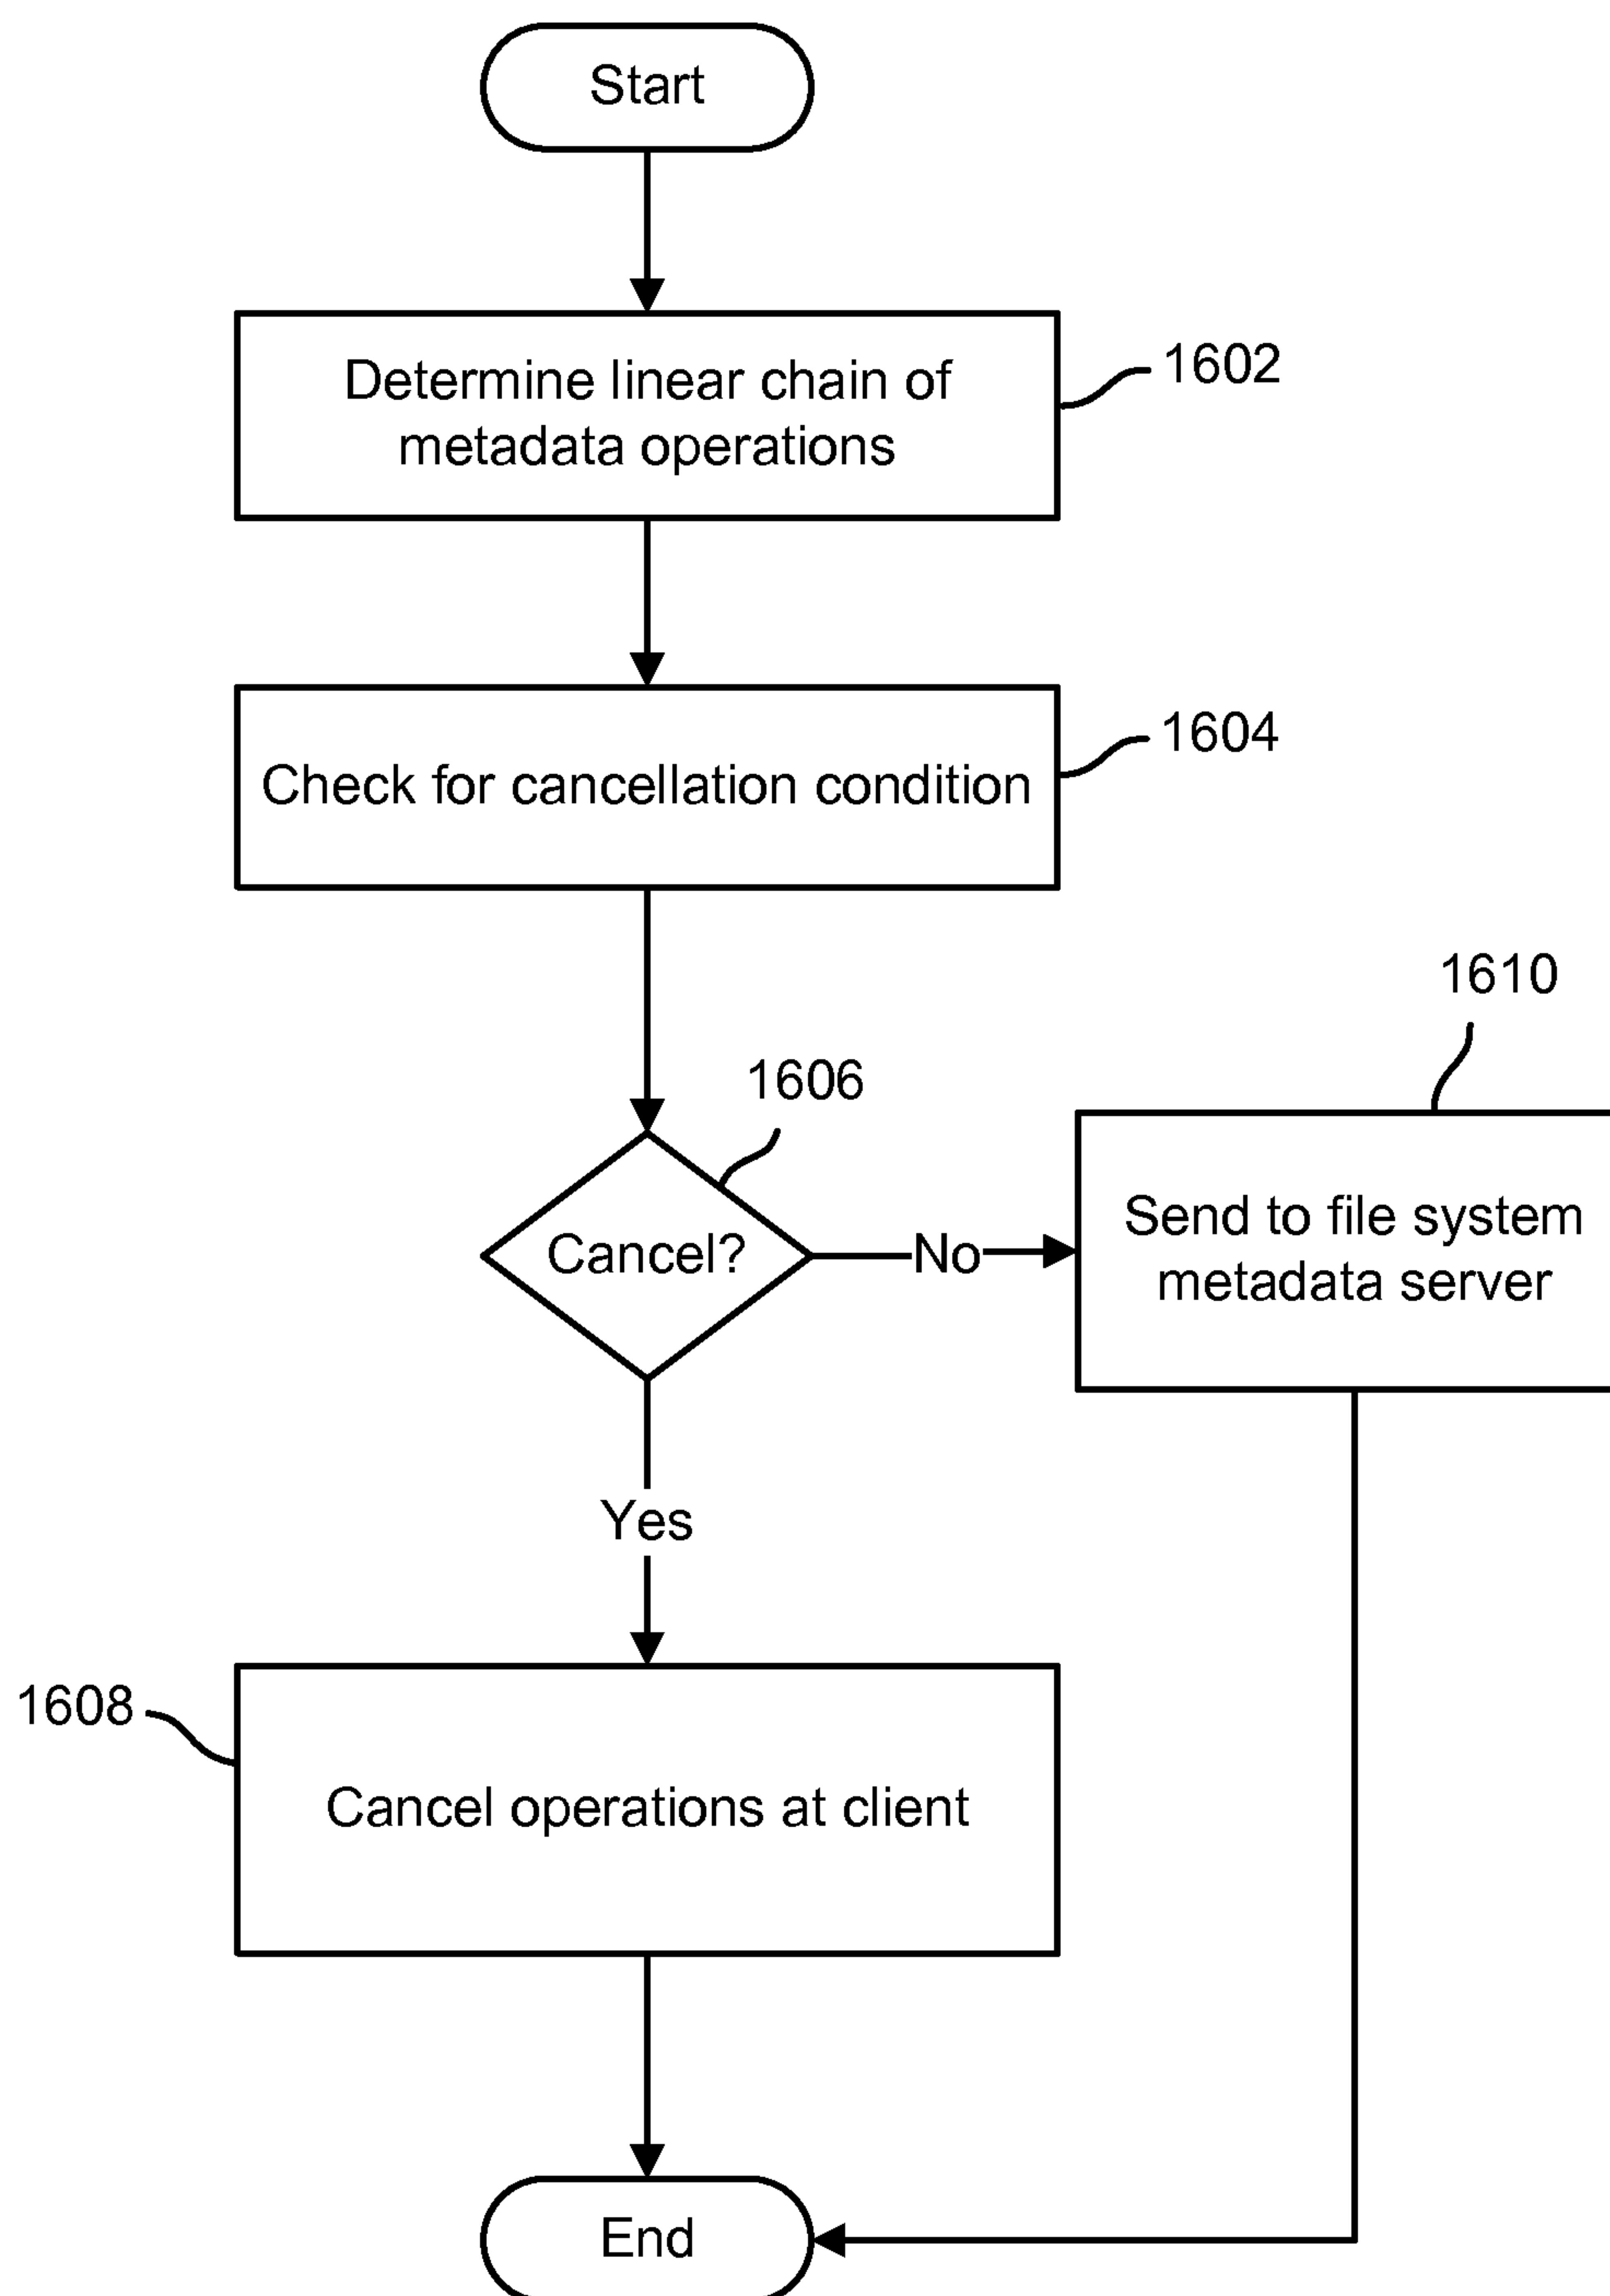 Start
Determine linear chain of
metadata operations
1602
Check for cancellation condition
1604
1606
Cancel?
No
1610
Send to file system
metadata server
Yes
1608
Cancel operations at client
End